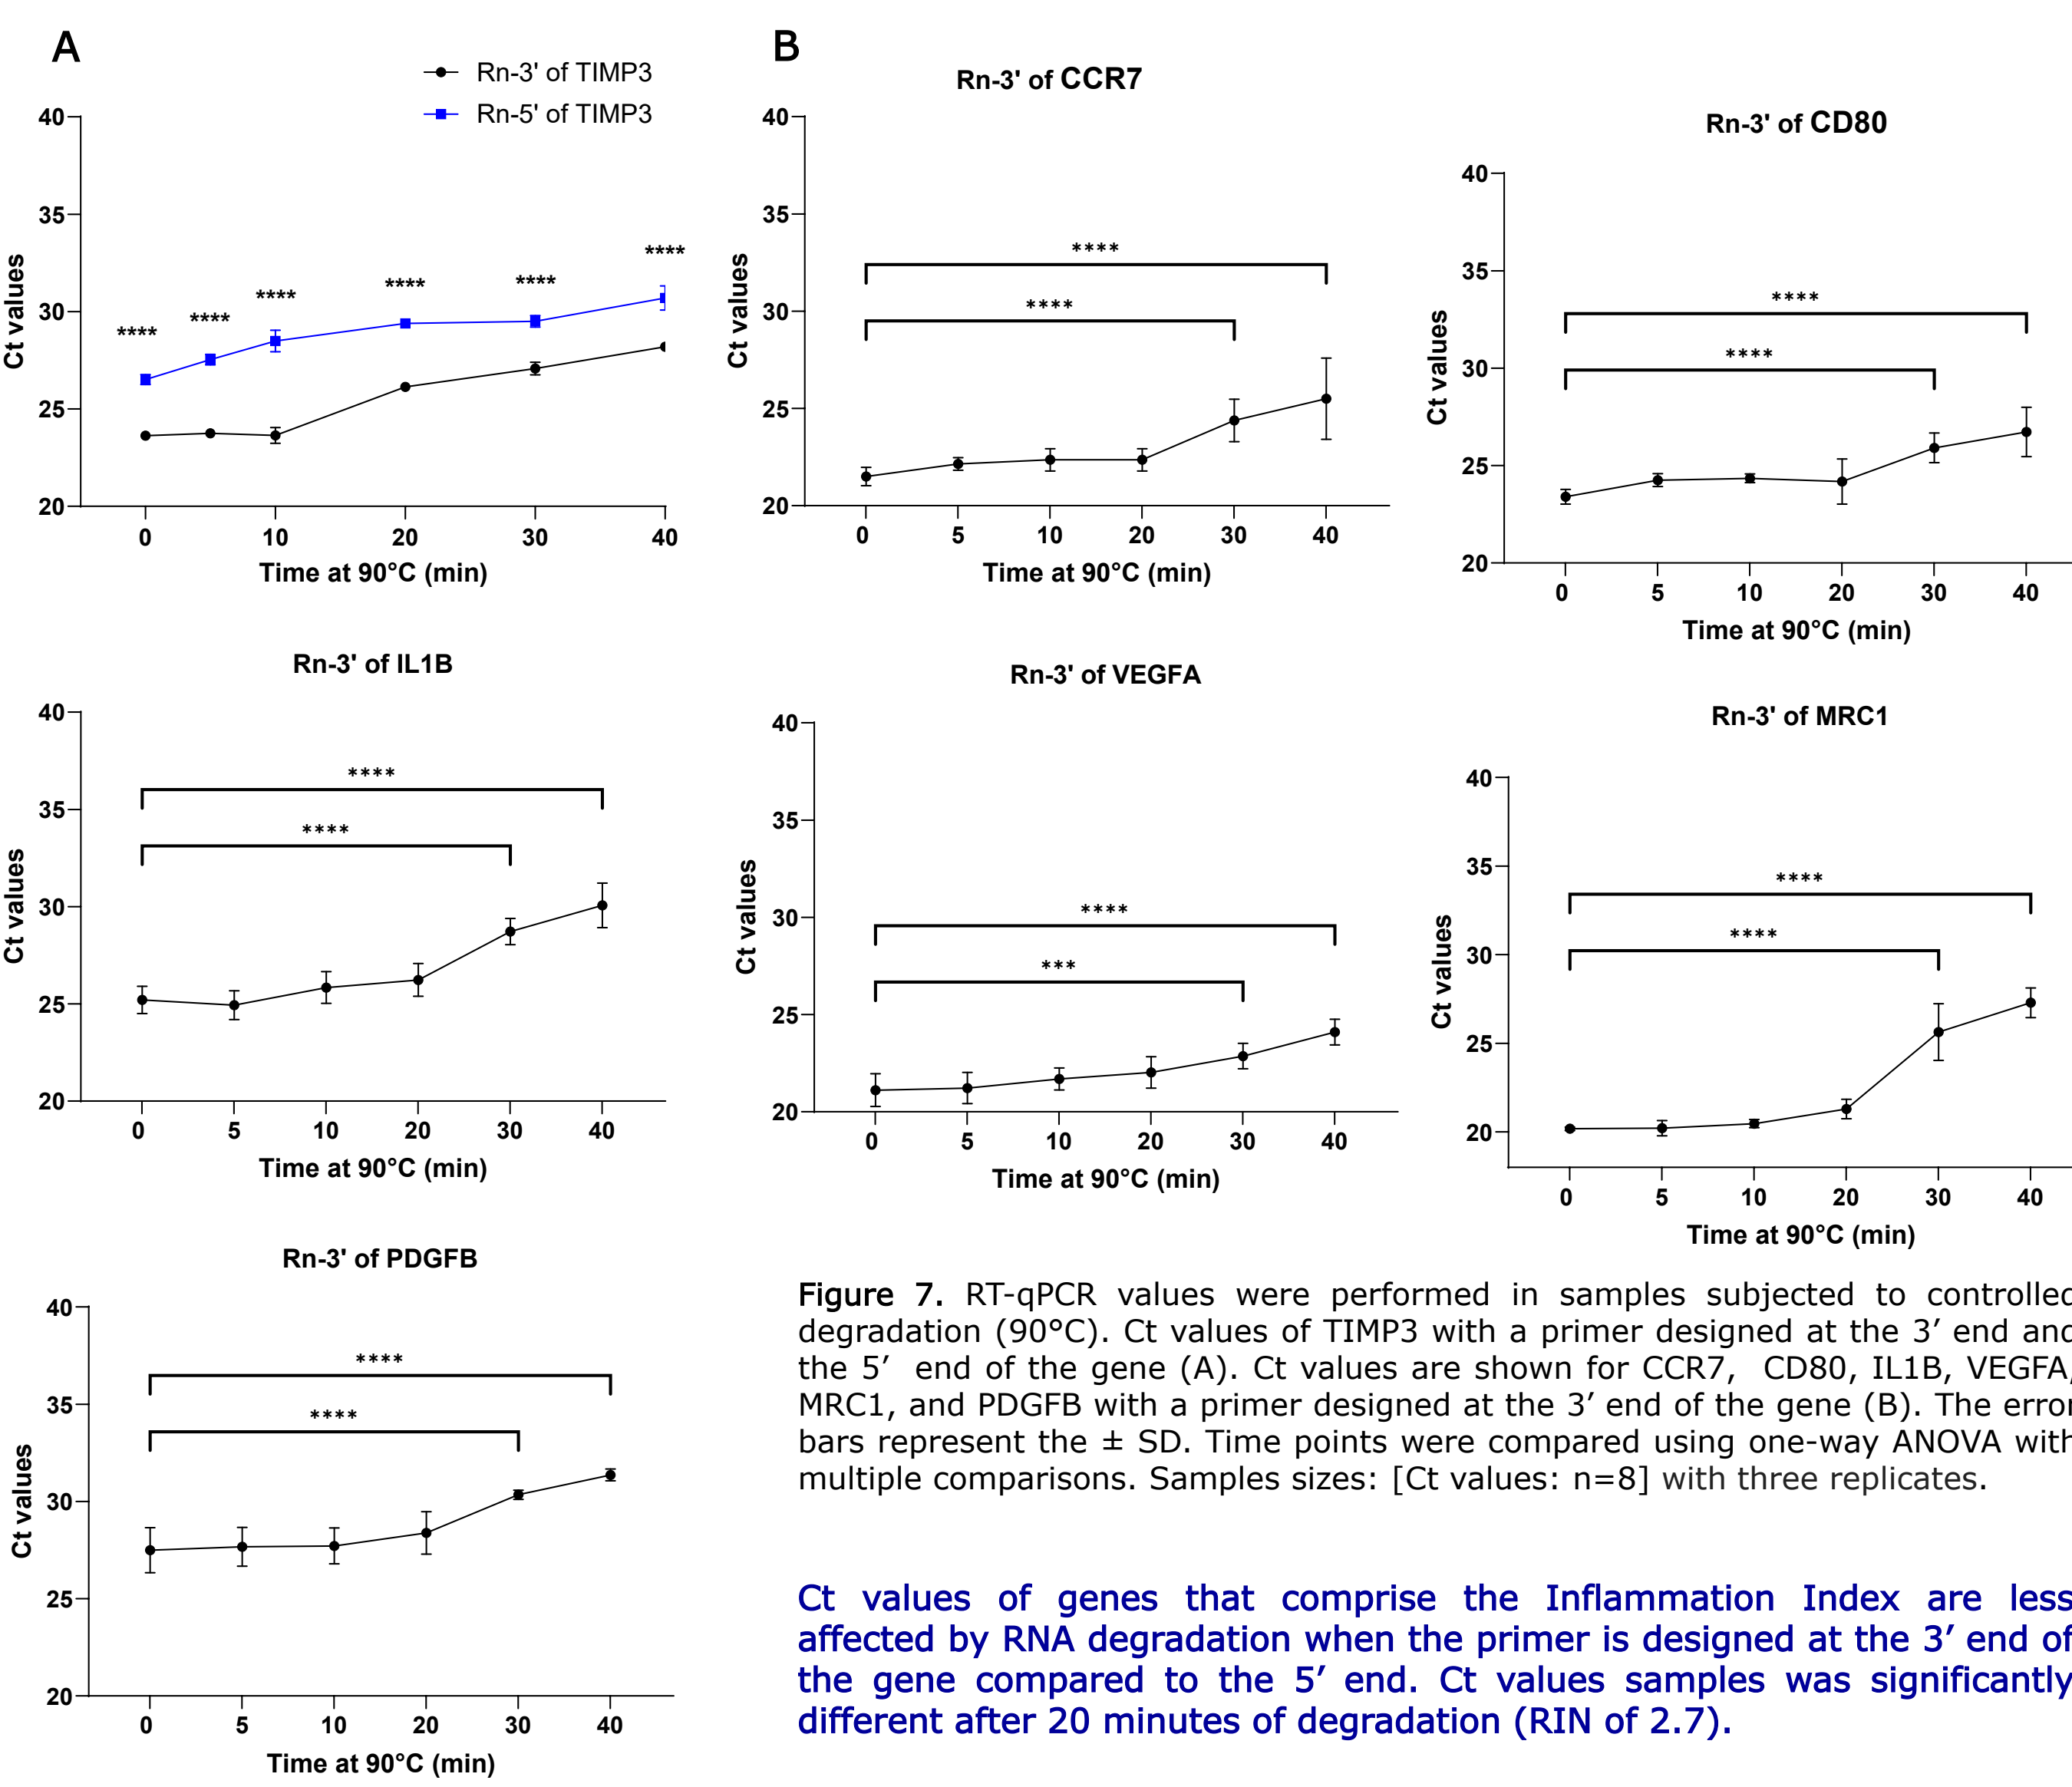 A
Rn-3' of TIMP3
Rn-5' of TIMP3
40
35
30
25
20
Ct values
****
****
****
****
****
****
0
10
20
30
40
Time at 90°C (min)
B
Rn-3' of CCR7
40
35
30
25
20
Ct values
****
****
0
5
10
20
30
40
Time at 90°C (min)
Rn-3' of CD80
40
35
30
25
20
Ct values
****
****
0
5
10
20
30
40
Time at 90°C (min)
Rn-3' of IL1B
40
35
30
25
20
Ct values
****
****
0
5
10
20
30
40
Time at 90°C (min)
Rn-3' of VEGFA
40
35
30
25
20
Ct values
****
***
0
5
10
20
30
40
Time at 90°C (min)
Rn-3' of MRC1
40
35
30
25
20
Ct values
****
****
0
5
10
20
30
40
Time at 90°C (min)
Rn-3' of PDGFB
40
35
30
25
20
Ct values
****
****
0
5
10
20
30
40
Time at 90°C (min)
Figure 7. RT-qPCR values were performed in samples subjected to controlled
degradation (90°C). Ct values of TIMP3 with a primer designed at the 3’ end and
the 5’ end of the gene (A). Ct values are shown for CCR7, CD80, IL1B, VEGFA,
MRC1, and PDGFB with a primer designed at the 3’ end of the gene (B). The error
bars represent the ± SD. Time points were compared using one-way ANOVA with
multiple comparisons. Samples sizes: [Ct values: n=8] with three replicates.
Ct values of genes that comprise the Inflammation Index are less
affected by RNA degradation when the primer is designed at the 3’ end of
the gene compared to the 5’ end. Ct values samples was significantly
different after 20 minutes of degradation (RIN of 2.7).